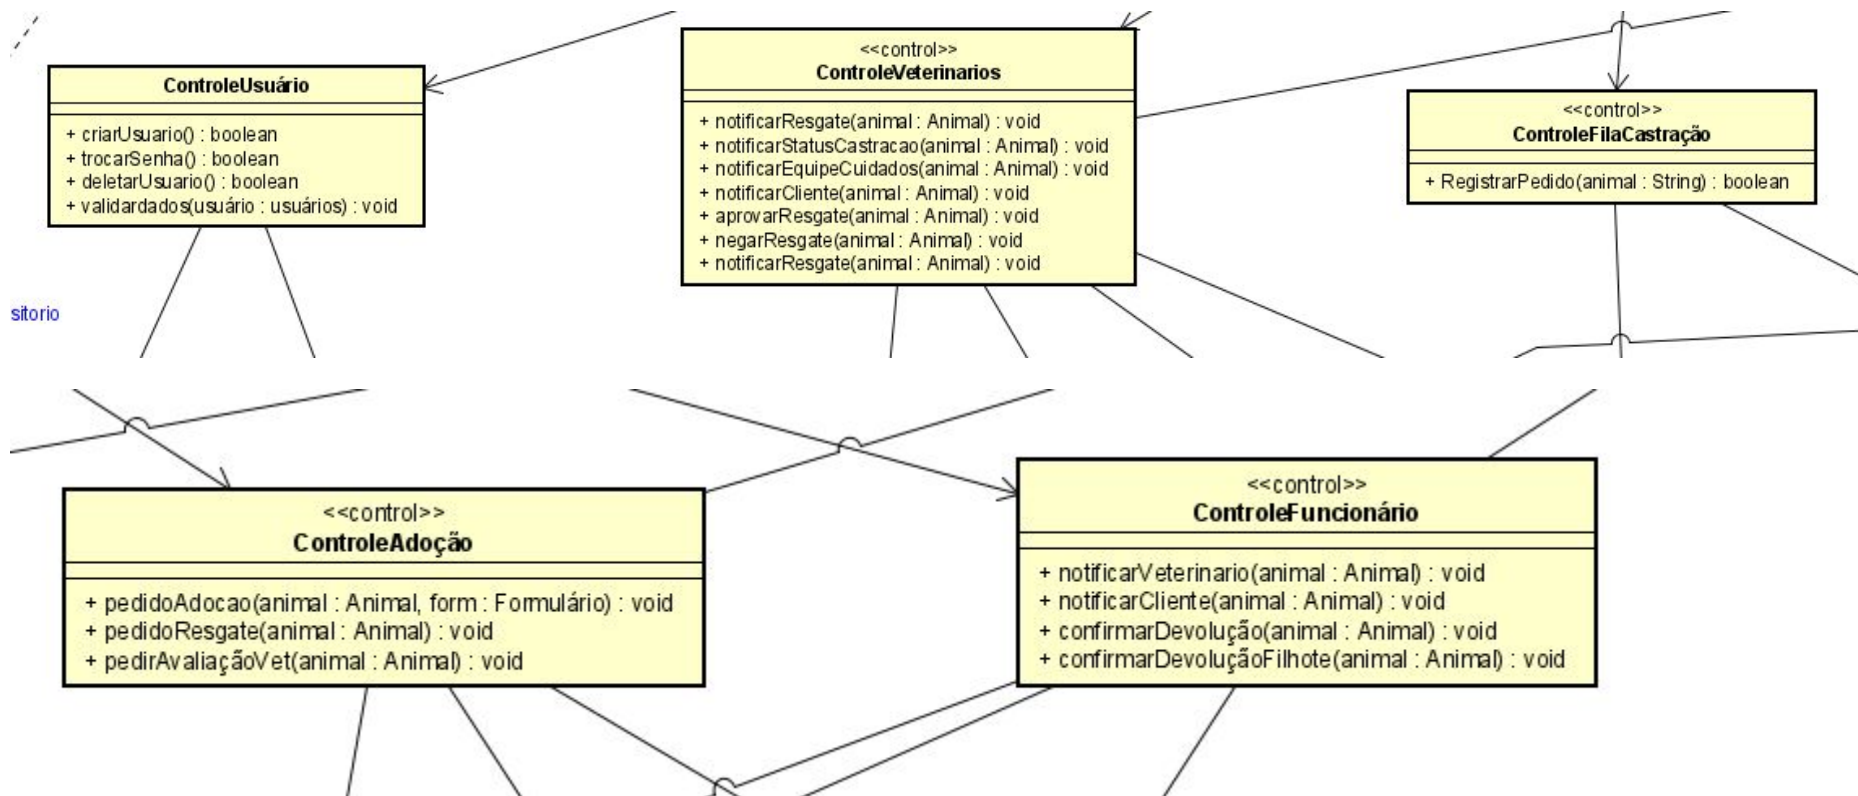 ControleUsuário
+ criarUsuario() : boolean
+ trocarSenha() : boolean
+ deletarUsuario() : boolean
+ validardados(usuário : usuários) : void
sitorio
<<control>>
ControleVeterinarios
+ notificarResgate(animal : Animal) : void
+ notificarStatusCastracao(animal : Animal) : void
+ notificarEquipeCuidados(animal : Animal) : void
+ notificarCliente(animal : Animal) : void
+ aprovarResgate(animal : Animal) : void
+ negarResgate(animal : Animal) : void
+ notificarResgate(animal : Animal) : void
<<control>>
ControleFilaCastração
+ RegistrarPedido(animal : String) : boolean
<<control>>
ControleAdoção
+ pedidoAdocao(animal : Animal, form : Formulário) : void
+ pedidoResgate(animal : Animal) : void
+ pedirAvaliaçãoVet(animal : Animal) : void
<<control>>
ControleFuncionário
+ notificarVeterinario(animal : Animal) : void
+ notificarCliente(animal : Animal) : void
+ confirmarDevolução(animal : Animal) : void
+ confirmarDevoluçãoFilhote(animal : Animal) : void